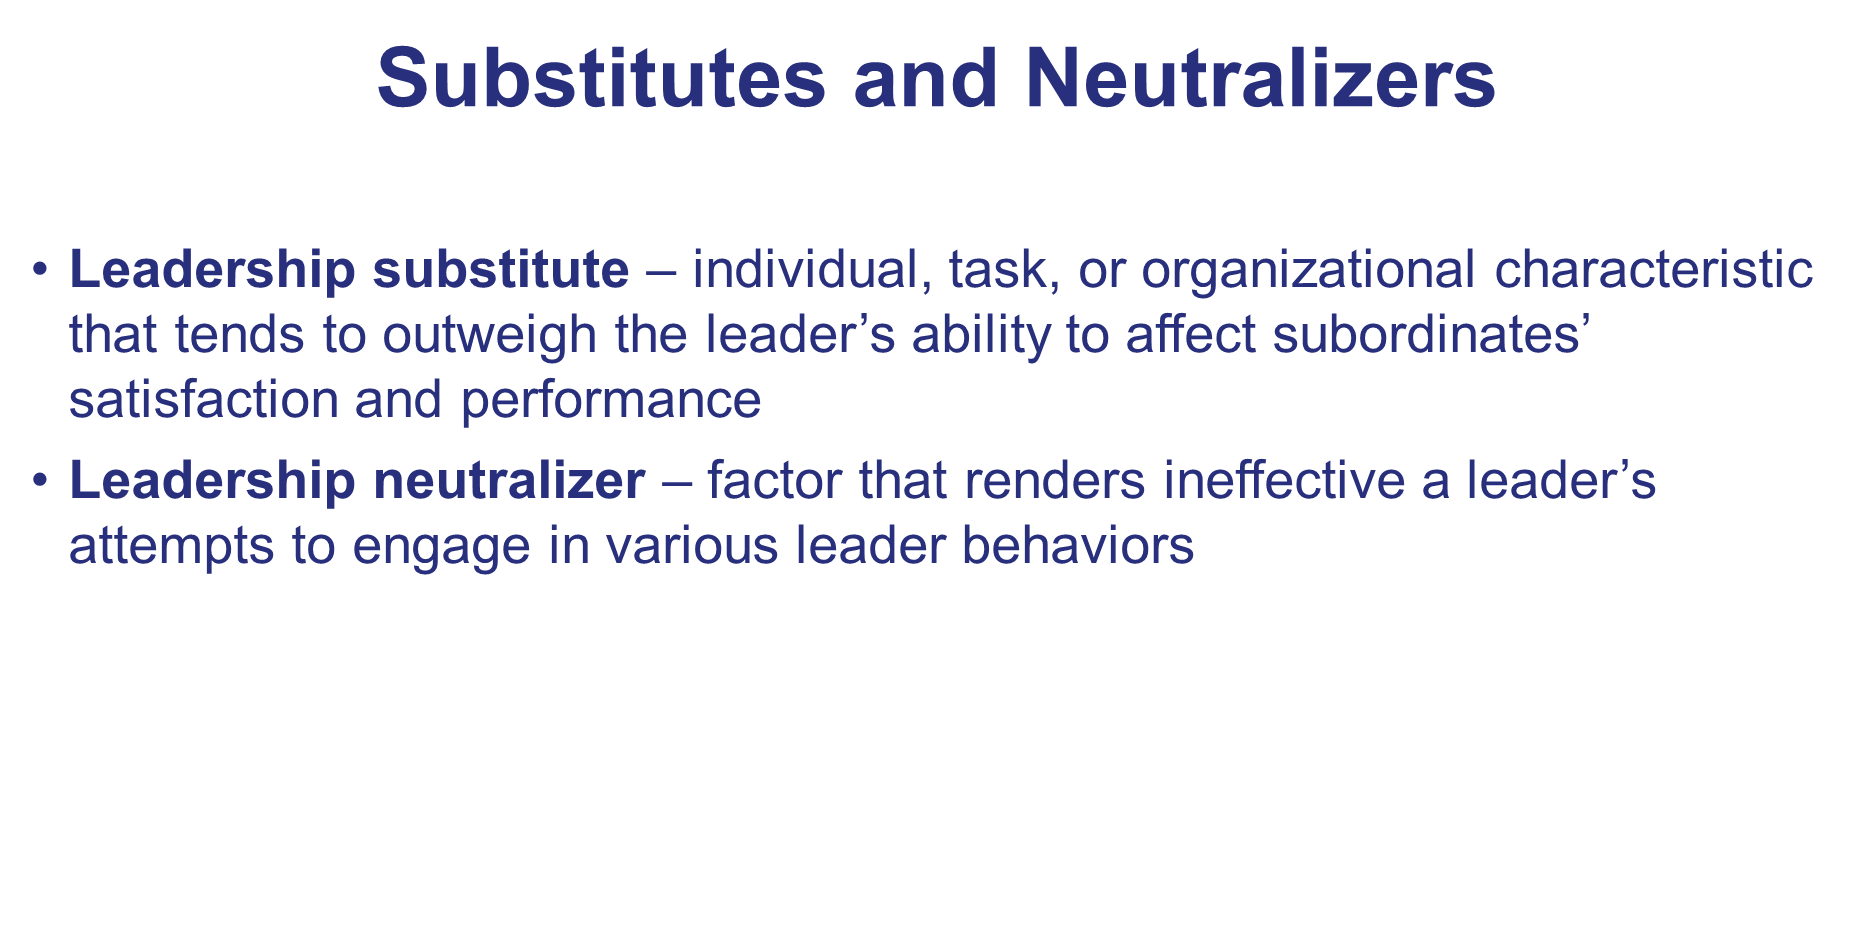 Substitutes and Neutralizers
• Leadership substitute – individual, task, or organizational characteristic
that tends to outweigh the leader’s ability to affect subordinates’
satisfaction and performance
• Leadership neutralizer – factor that renders ineffective a leader’s
attempts to engage in various leader behaviors